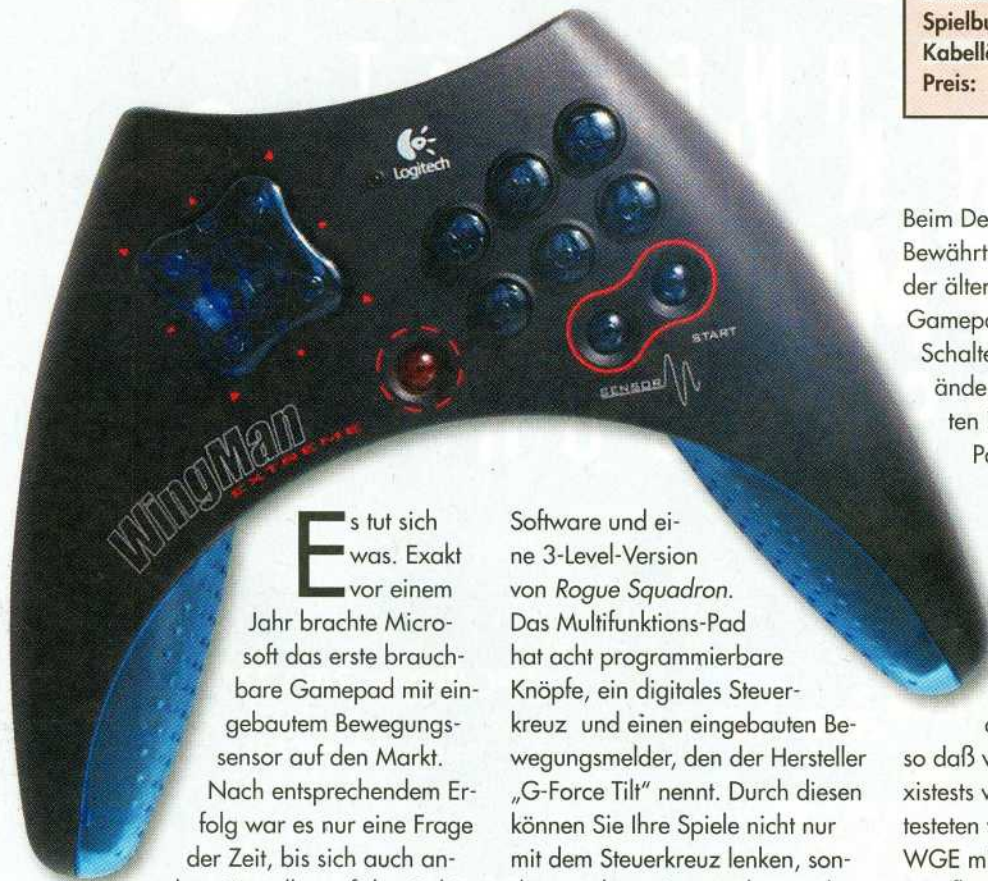 Spielbu
Kabellä
Preis:
Logitech
START
SENSOR
WingMan
EXTREME
Es tut sich
was. Exakt
vor einem
Jahr brachte Micro-
soft das erste brauch-
bare Gamepad mit ein-
gebautem Bewegungs-
sensor auf den Markt.
Nach entsprechendem Er-
folg war es nur eine Frage
der Zeit, bis sich auch an-
Software und ei-
ne 3-Level-Version
von Rogue Squadron.
Das Multifunktions-Pad
hat acht programmierbare
Knöpfe, ein digitales Steuer-
kreuz und einen eingebauten Be-
wegungsmelder, den der Hersteller
„G-Force Tilt" nennt. Durch diesen
können Sie Ihre Spiele nicht nur
mit dem Steuerkreuz lenken, son-
Beim De
Bewährt
der älter
Gamepa
Schalte
ände
ten
Pa
so daß v
xistests v
testeten
WGE m